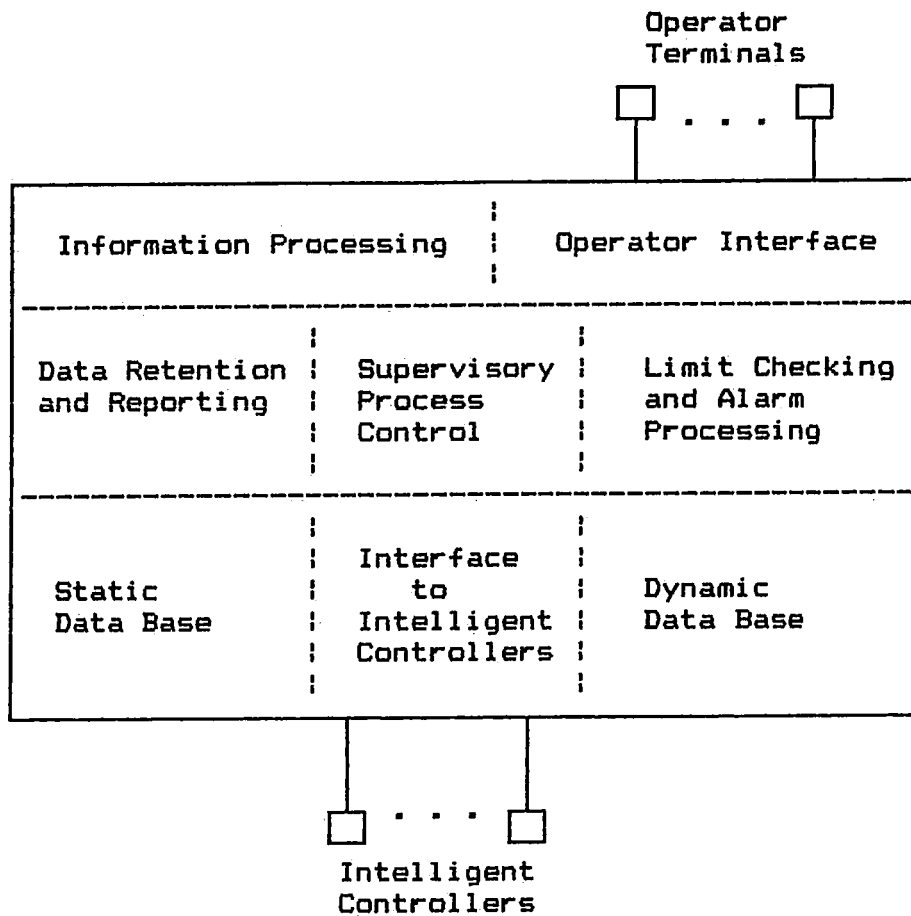 Operator
Terminals
Information Processing
Operator Interface
Data Retention
and Reporting
Supervisory
Process
Control
Limit Checking
and Alarm
Processing
Static
Data Base
Interface
to
Intelligent
Controllers
Dynamic
Data Base
Intelligent
Controllers